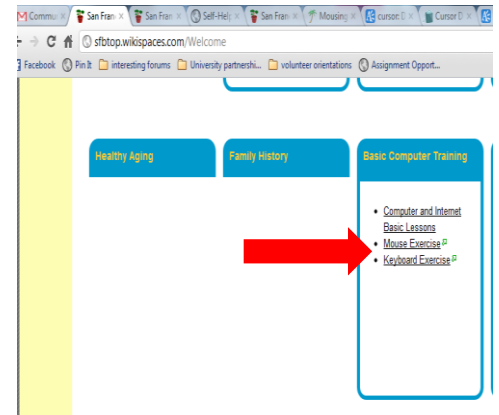 Commu San Fran San Fran Self-Help San Fran Mousing cursor: D Cursor D
sfbtop.wikispaces.com/Welcome
Facebook Pin It interesting forums University partnershi... volunteer orientations Assignment Opport...
Healthy Aging Family History Basic Computer Training
Computer and Internet
Basic Lessons
Mouse Exercise
Keyboard Exercise